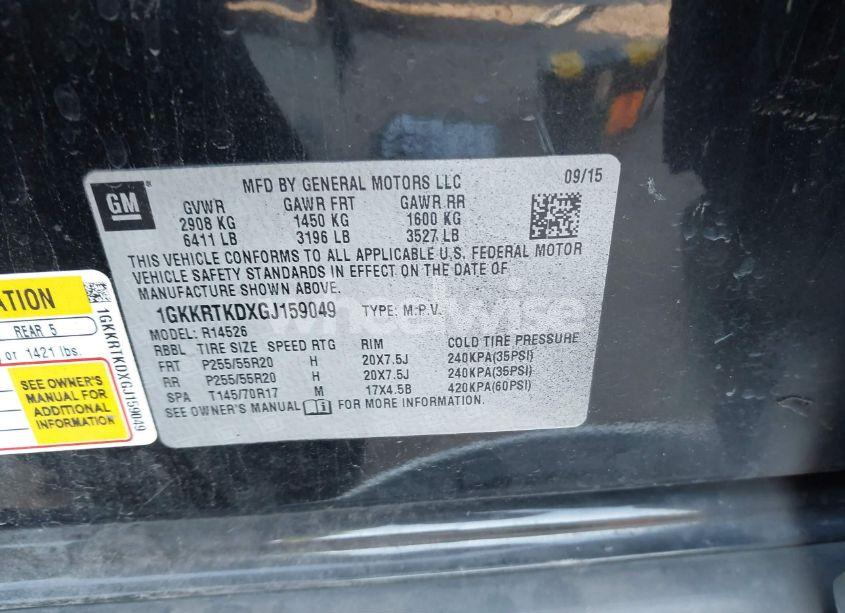 GM
MFD BY GENERAL MOTORS LLC 09/15
GVWR GAWR FRT GAWR RR
2908 KG 1450 KG 1600 KG
6411 LB 3196 LB 3527 LB
THIS VEHICLE CONFORMS TO ALL APPLICABLE U.S. FEDERAL MOTOR
VEHICLE SAFETY STANDARDS IN EFFECT ON THE DATE OF
MANUFACTURE SHOWN ABOVE.
1GKKRTKDXGJ159049 TYPE: M.P.V.
MODEL: R14526
RBBL TIRE SIZE SPEED RTG RIM COLD TIRE PRESSURE
FRT P255/55R20 H 20X7.5J 240KPA(35PSI)
RR P255/55R20 H 20X7.5J 240KPA(35PSI)
SPA T145/70R17 M 17X4.5B 420KPA(60PSI)
SEE OWNER'S MANUAL FOR MORE INFORMATION.
ATION
REAR 5
or 1421 lbs.
SEE OWNER'S
MANUAL FOR
ADDITIONAL
INFORMATION
1GKKRTKDXGJ159049
wheelwise